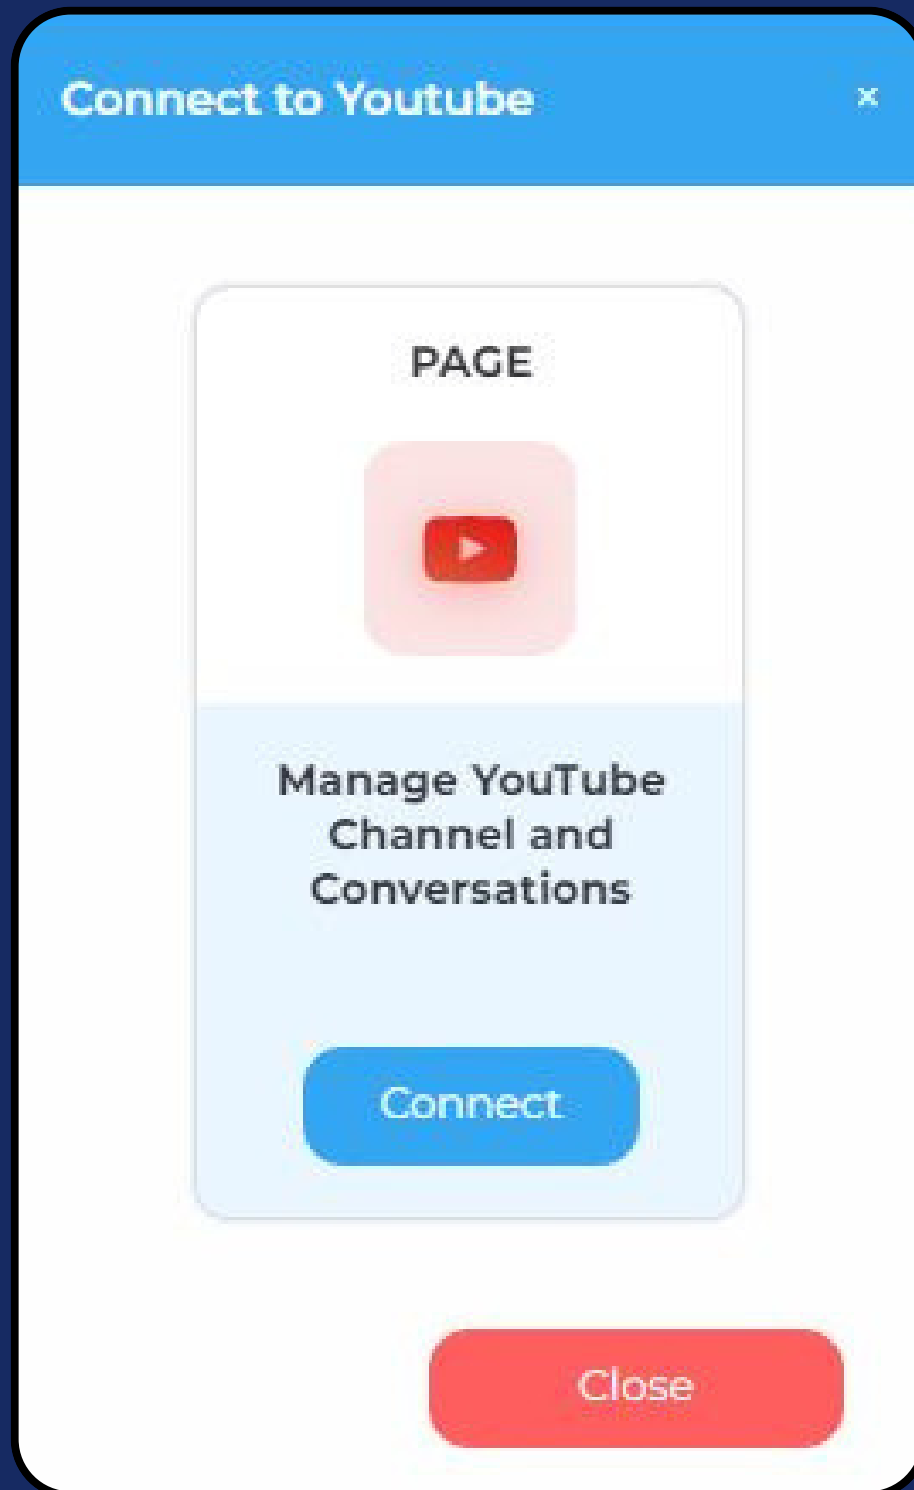 Connect to Youtube ×
PAGE
Manage YouTube
Channel and
Conversations
Connect
Close